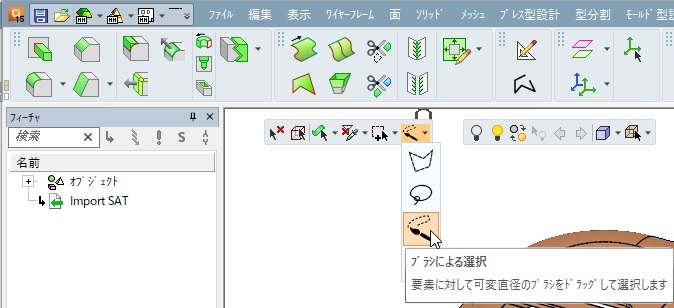 CI
15
ﾌｧｲﾙ 編集 表示 ﾜｲﾔｰﾌﾚｰﾑ 面 ｿﾘｯﾄﾞ ﾒｯｼｭ ﾌﾟﾚｽ型設計 型分割 ﾓｰﾙﾄﾞ型設計
ﾌｨｰﾁｬ
検索
名前
ｵﾌﾞｼﾞｪｸﾄ
Import SAT
ﾌﾞﾗｼによる選択
要素に対して可変直径のﾌﾞﾗｼをﾄﾞﾗｯｸﾞして選択します